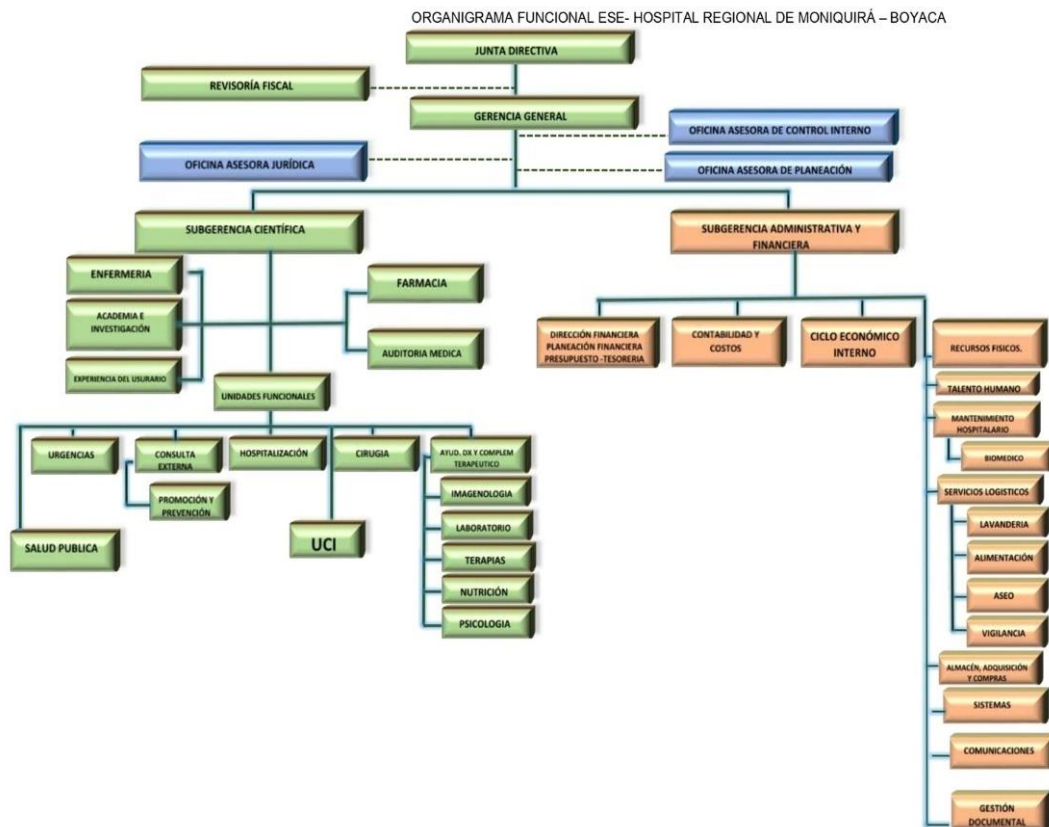 ORGANIGRAMA FUNCIONAL ESE- HOSPITAL REGIONAL DE MONIQUIRÁ – BOYACA
JUNTA DIRECTIVA
REVISORÍA FISCAL
GERENCIA GENERAL
OFICINA ASESORA DE CONTROL INTERNO
OFICINA ASESORA JURÍDICA
OFICINA ASESORA DE PLANEACIÓN
SUBGERENCIA CIENTÍFICA
SUBGERENCIA ADMINISTRATIVA Y
FINANCIERA
ENFERMERIA
FARMACIA
ACADEMIA E
INVESTIGACIÓN
AUDITORIA MEDICA
EXPERIENCIA DEL USURARIO
UNIDADES FUNCIONALES
DIRECCIÓN FINANCIERA
PLANEACIÓN FINANCIERA
PRESUPUESTO -TESORERIA
CONTABILIDAD Y
COSTOS
CICLO ECONÓMICO
INTERNO
RECURSOS FISICOS.
TALENTO HUMANO
MANTENIMIENTO
HOSPITALARIO
BIOMEDICO
SERVICIOS LOGISTICOS
LAVANDERIA
ALIMENTACIÓN
ASEO
VIGILANCIA
ALMACÉN, ADQUISICIÓN
Y COMPRAS
SISTEMAS
COMUNICACIONES
GESTIÓN
DOCUMENTAL
URGENCIAS
CONSULTA
EXTERNA
PROMOCIÓN Y
PREVENCIÓN
HOSPITALIZACIÓN
CIRUGIA
AYUD. DX Y COMPLEM
TERAPEUTICO
IMAGENOLOGIA
LABORATORIO
TERAPIAS
NUTRICIÓN
PSICOLOGIA
SALUD PUBLICA
UCI